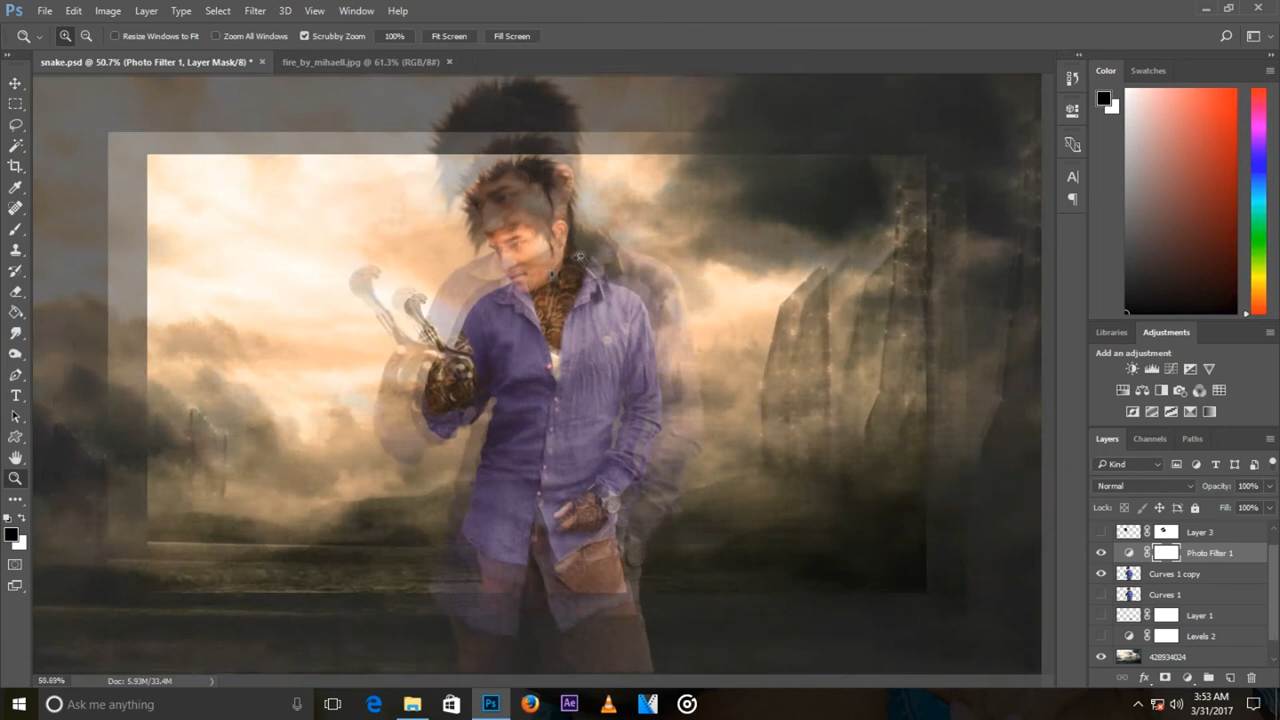 Ps File Edit Image Layer Type Select Filter 3D View Window Help
Resize Windows to Fit Zoom All Windows Scrubby Zoom 100% Fit Screen Fill Screen
snake.psd @ 50.7% (Photo Filter 1, Layer Mask/8) * × fire_by_mihaell.jpg @ 61.3% (RGB/8#) ×
Color Swatches
Libraries Adjustments
Add an adjustment
Layers Channels Paths
Kind
Normal Opacity: 100%
Lock: Fill: 100%
Layer 3
Photo Filter 1
Curves 1 copy
Curves 1
Layer 1
Levels 2
428934024
Doc: 5.93M/33.4M
Ask me anything
Ps
Ae
3:53 AM
3/31/2017